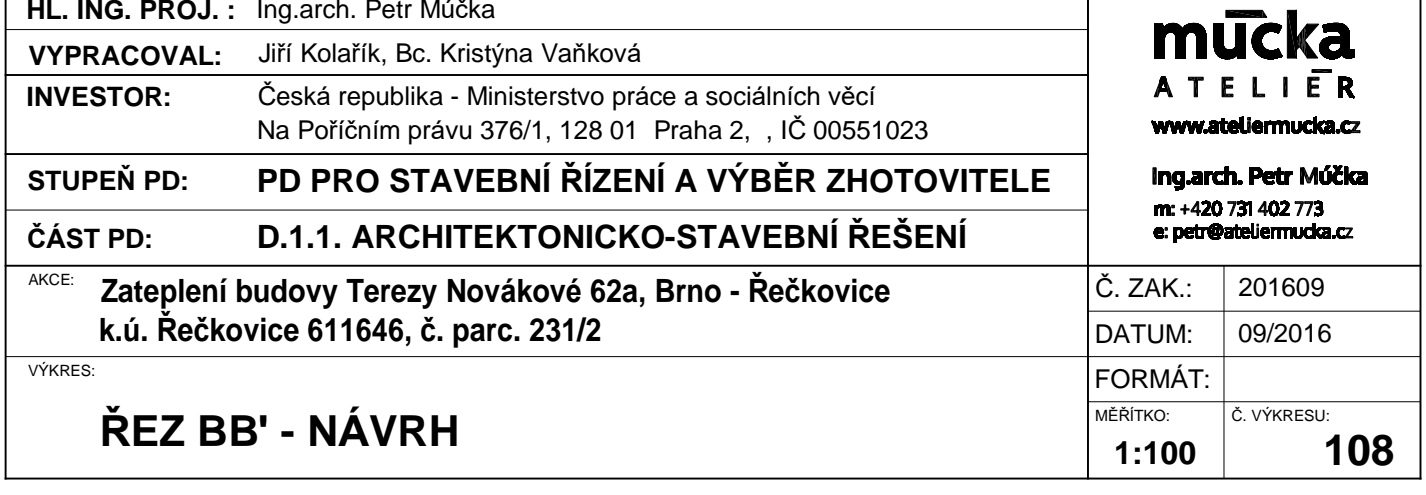 HL. ING. PROJ. : Ing.arch. Petr Múčka
VYPRACOVAL: Jiří Kolařík, Bc. Kristýna Vaňková
INVESTOR: Česká republika - Ministerstvo práce a sociálních věcí
Na Poříčním právu 376/1, 128 01 Praha 2, , IČ 00551023
STUPEŇ PD: PD PRO STAVEBNÍ ŘÍZENÍ A VÝBĚR ZHOTOVITELE
ČÁST PD: D.1.1. ARCHITEKTONICKO-STAVEBNÍ ŘEŠENÍ
mūcka
ATELIĒR
www.ateliermucka.cz
Ing.arch. Petr Múčka
m: +420 731 402 773
e: petr@ateliermucka.cz
AKCE: Zateplení budovy Terezy Novákové 62a, Brno - Řečkovice
k.ú. Řečkovice 611646, č. parc. 231/2
Č. ZAK.: 201609
DATUM: 09/2016
VÝKRES:
ŘEZ BB' - NÁVRH
FORMÁT:
MĚŘÍTKO: Č. VÝKRESU:
1:100 108